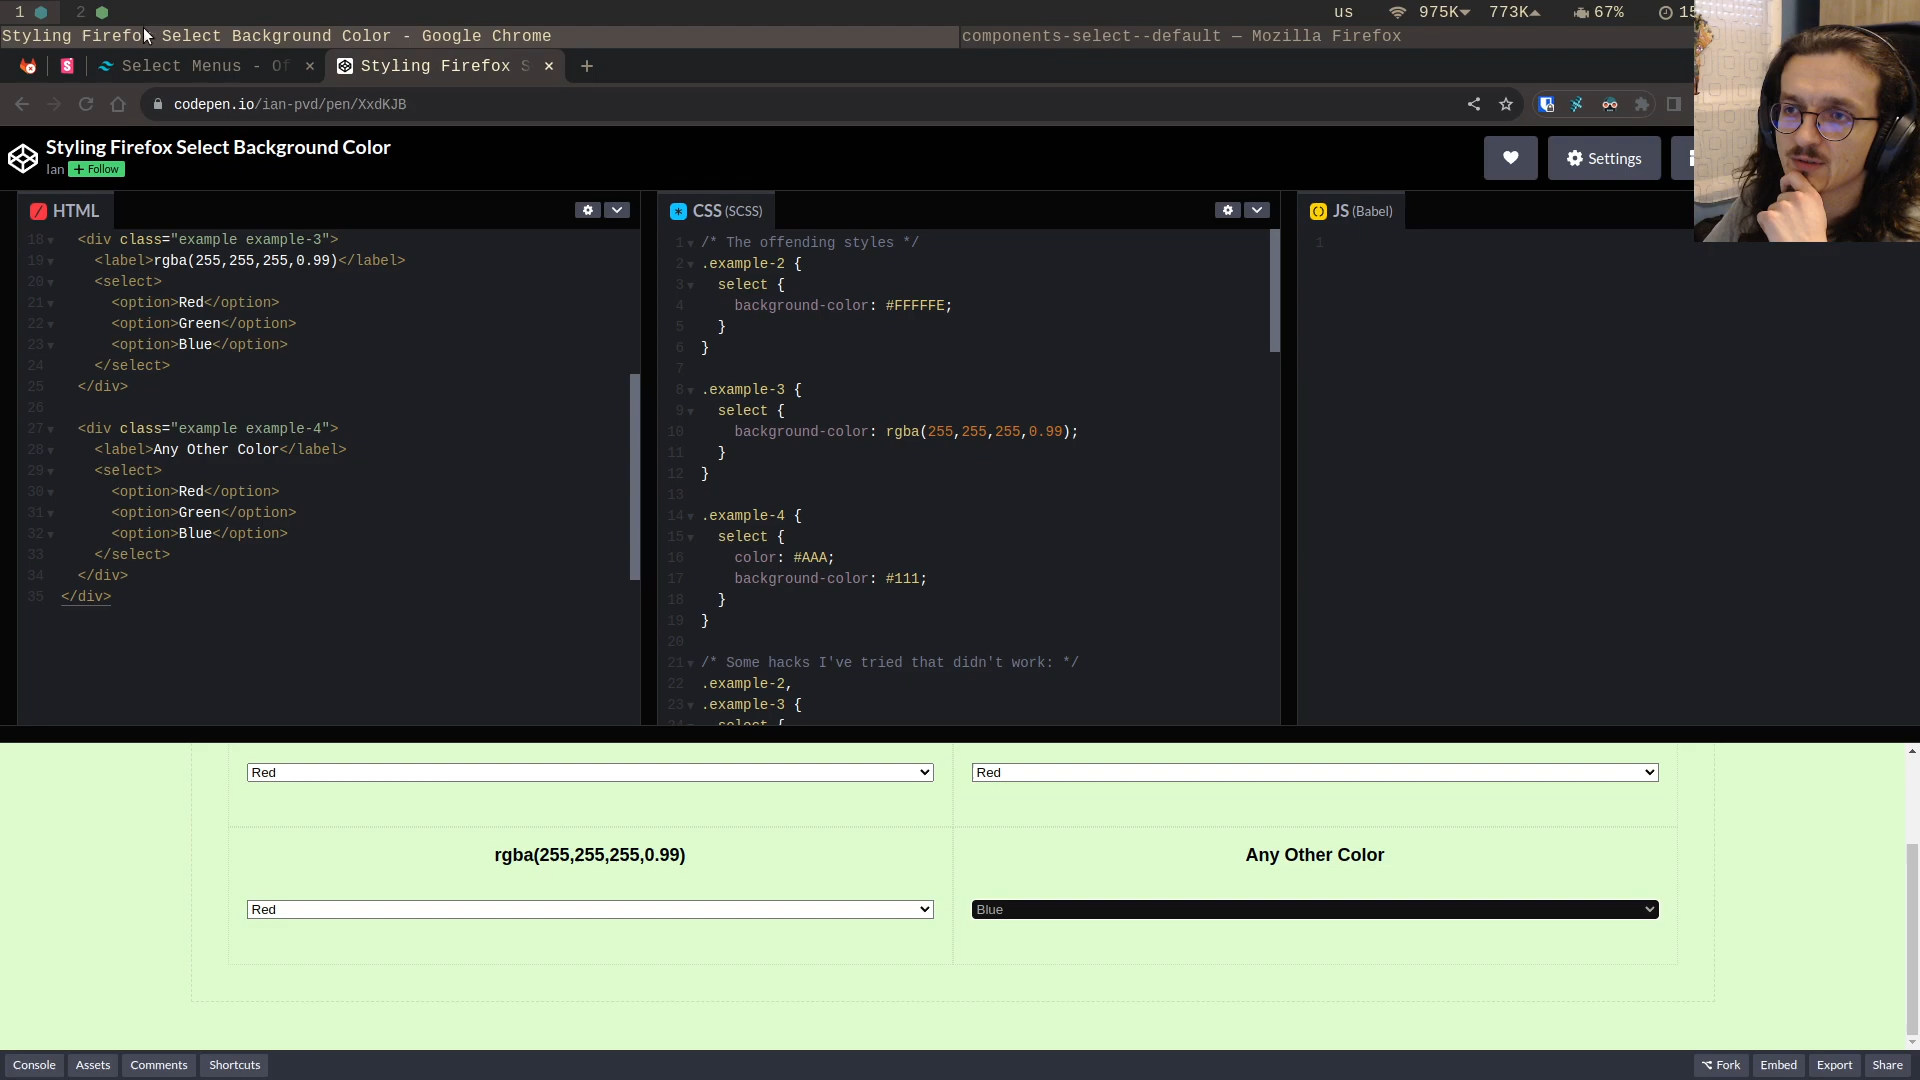 1 2 us 975K 773K 67% 15
Styling Firefo Select Background Color - Google Chrome components-select--default — Mozilla Firefox
Select Menus - Of × Styling Firefox S × +
codepen.io/ian-pvd/pen/XxdKJB
Styling Firefox Select Background Color
Ian + Follow
Settings
HTML
18 <div class="example example-3">
19 <label>rgba(255,255,255,0.99)</label>
20 <select>
21 <option>Red</option>
22 <option>Green</option>
23 <option>Blue</option>
24 </select>
25 </div>
26
27 <div class="example example-4">
28 <label>Any Other Color</label>
29 <select>
30 <option>Red</option>
31 <option>Green</option>
32 <option>Blue</option>
33 </select>
34 </div>
35 </div>
CSS (SCSS)
1 /* The offending styles */
2 .example-2 {
3 select {
4 background-color: #FFFFFE;
5 }
6 }
7
8 .example-3 {
9 select {
10 background-color: rgba(255,255,255,0.99);
11 }
12 }
13
14 .example-4 {
15 select {
16 color: #AAA;
17 background-color: #111;
18 }
19 }
20
21 /* Some hacks I've tried that didn't work: */
22 .example-2,
23 .example-3 {
24 select {
JS (Babel)
1
Red Red
rgba(255,255,255,0.99) Any Other Color
Red Blue
Console Assets Comments Shortcuts Fork Embed Export Share